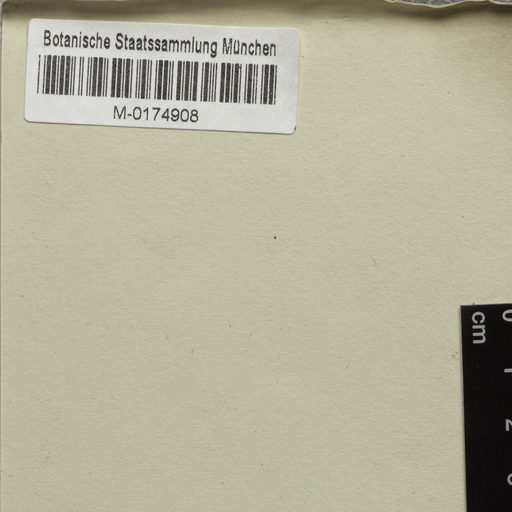 Botanische Staatssammlung München
M-0174908
cm
0
1
2